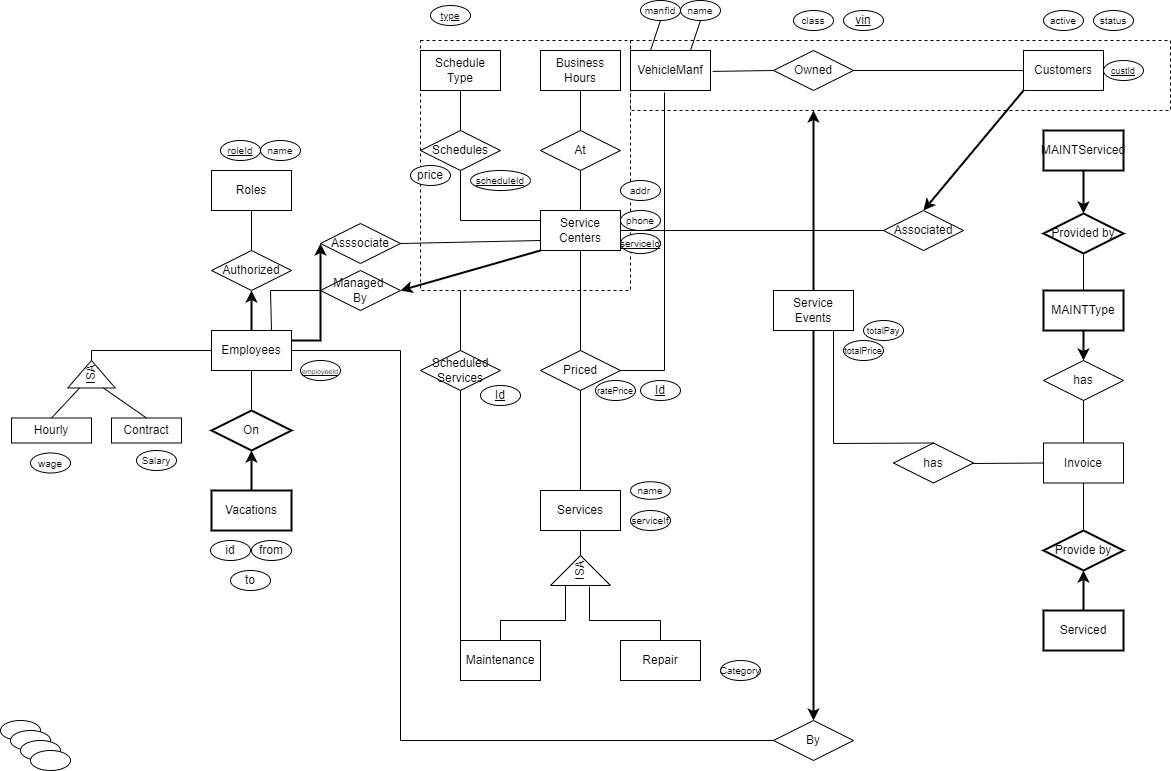 type
manfId
name
class
vin
active
status
Schedule
Type
Business
Hours
VehicleManf
Owned
Customers
custId
roleId
name
Schedules
At
MAINTServiced
price
scheduleId
addr
Roles
phone
Service
Centers
serviceId
Associated
Provided by
Asssociate
Authorized
Managed
By
Service
Events
MAINTType
totalPay
totalPrice
Employees
employeeId
ISA
Scheduled
Services
Id
Priced
ratePrice
Id
has
Hourly
Contract
On
wage
Salary
has
Invoice
Vacations
name
Services
serviceIf
id
from
to
Provide by
ISA
Serviced
Maintenance
Repair
Category
By